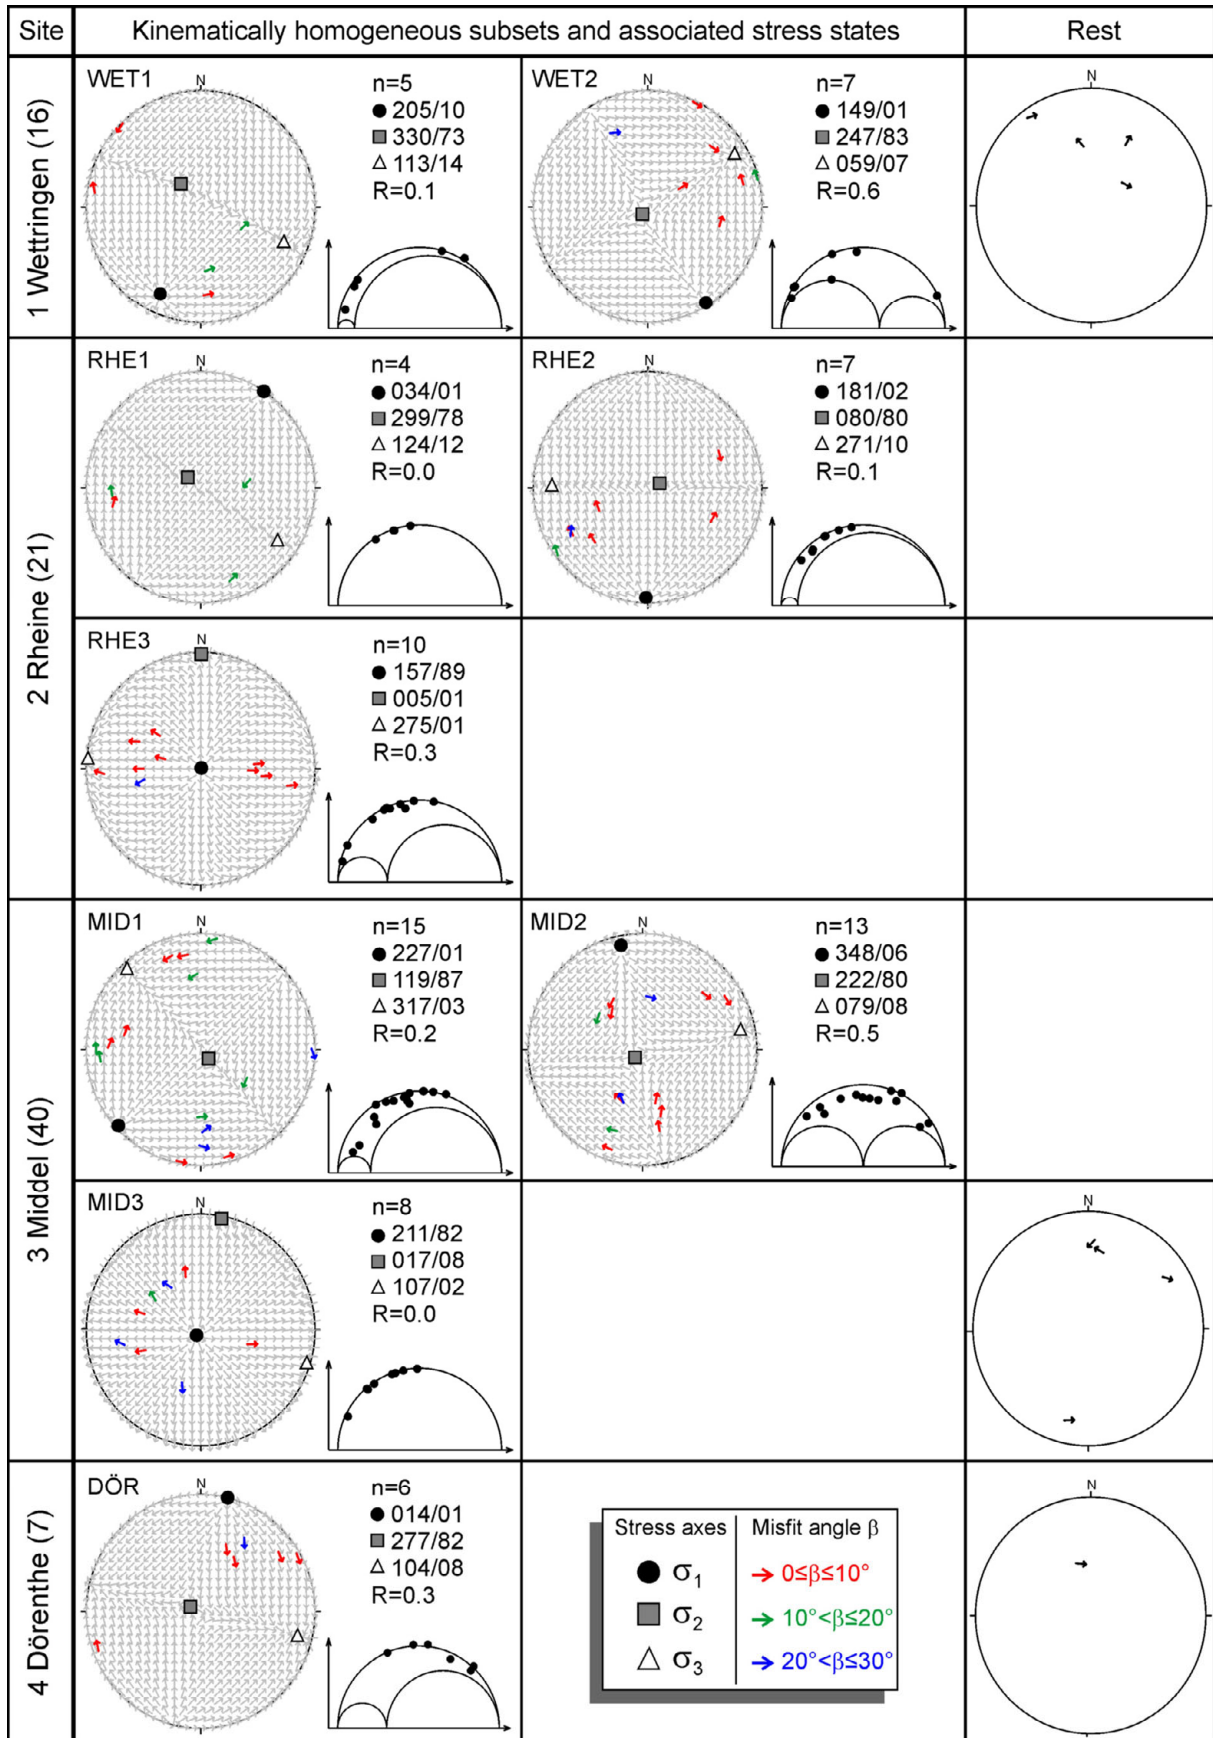 Site
Kinematically homogeneous subsets and associated stress states
Rest
1 Wettringen (16)
WET1
N
n=5
205/10
330/73
113/14
R=0.1
WET2
N
n=7
149/01
247/83
059/07
R=0.6
N
2 Rheine (21)
RHE1
N
n=4
034/01
299/78
124/12
R=0.0
RHE2
N
n=7
181/02
080/80
271/10
R=0.1
RHE3
N
n=10
157/89
005/01
275/01
R=0.3
3 Middel (40)
MID1
N
n=15
227/01
119/87
317/03
R=0.2
MID2
N
n=13
348/06
222/80
079/08
R=0.5
MID3
N
n=8
211/82
017/08
107/02
R=0.0
N
4 Dörenthe (7)
DÖR
N
n=6
014/01
277/82
104/08
R=0.3
Stress axes
Misfit angle β
σ1
0≤β≤10°
σ2
10°<β≤20°
σ3
20°<β≤30°
N